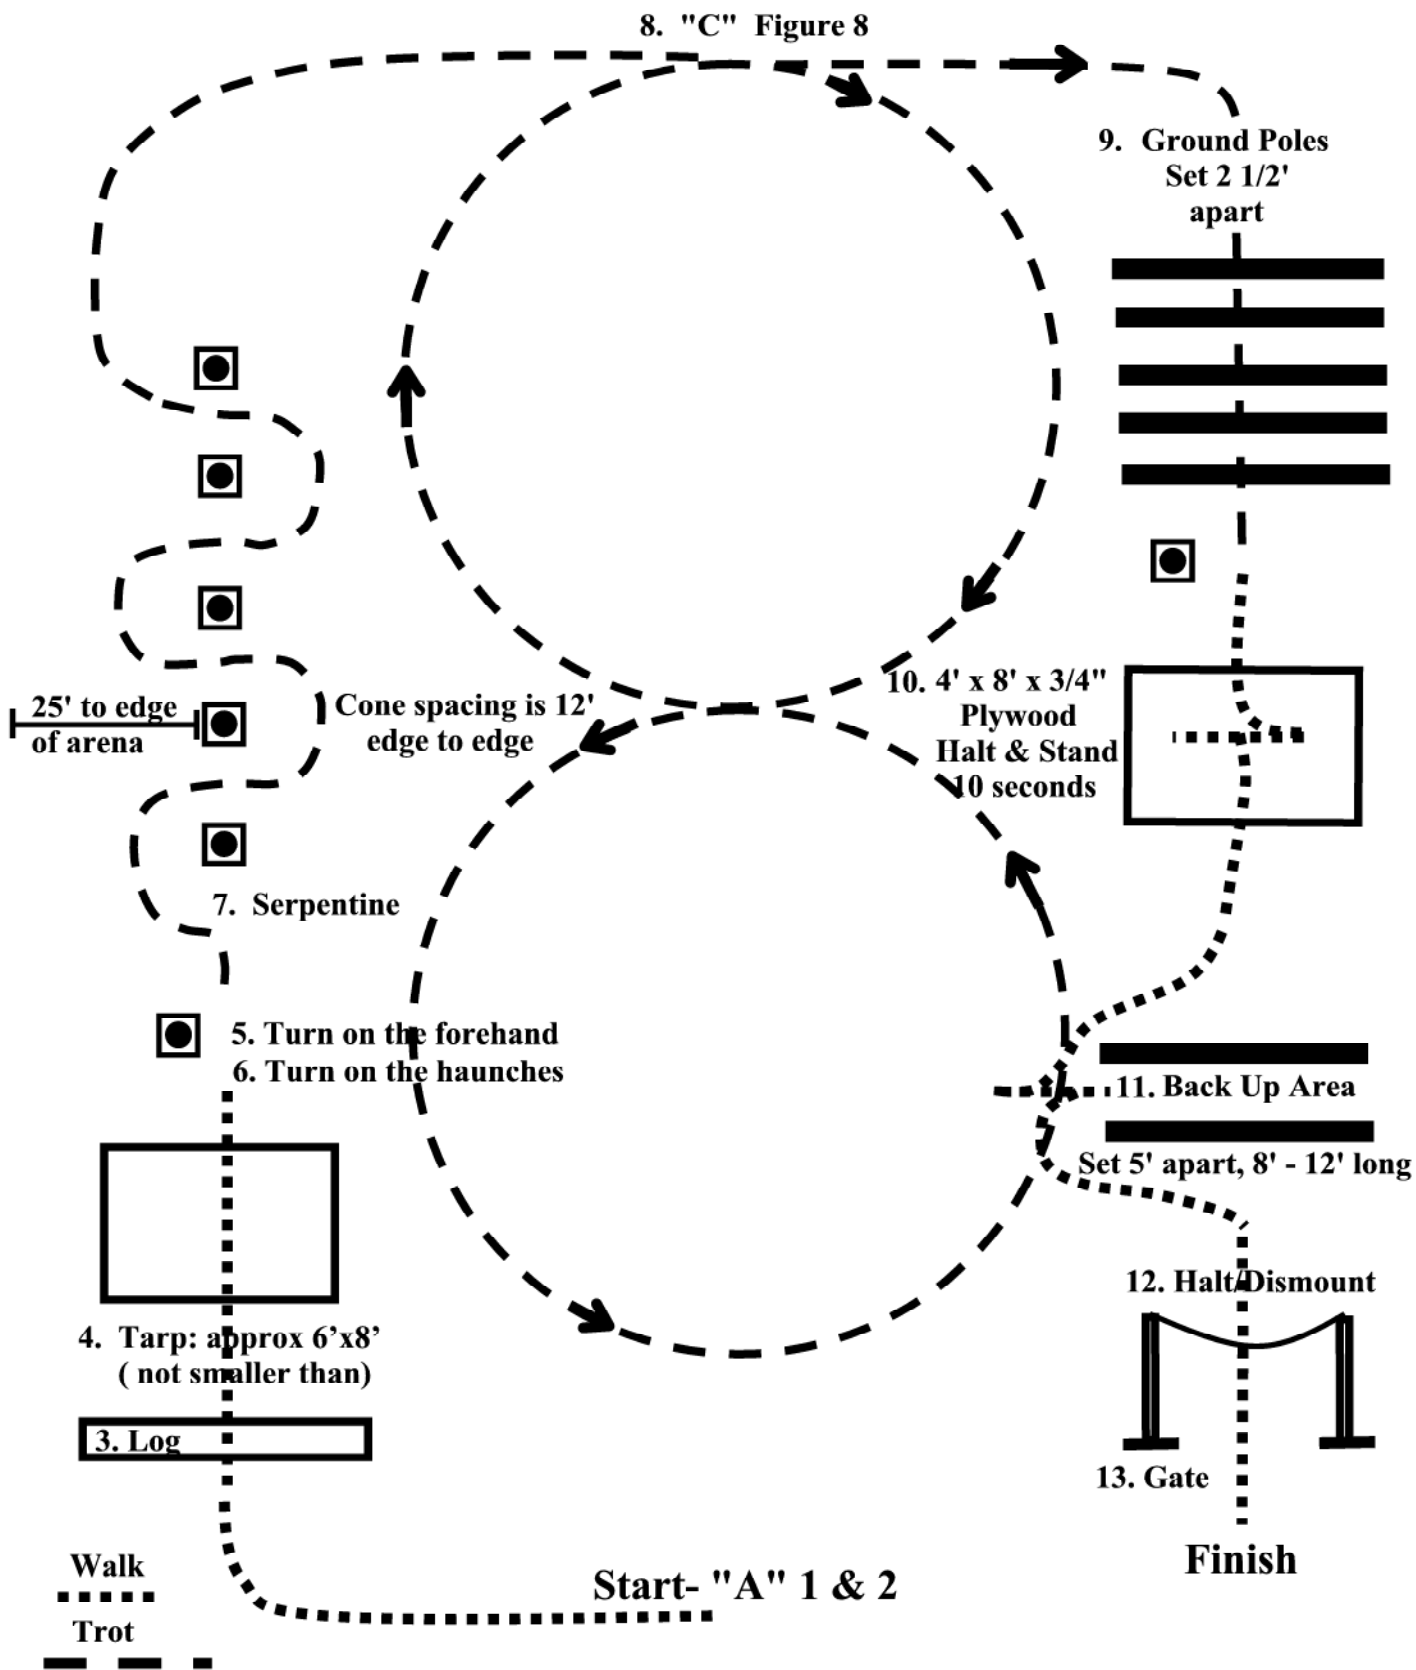 8. "C" Figure 8
9. Ground Poles
Set 2 1/2'
apart
25' to edge
of arena
Cone spacing is 12'
edge to edge
10. 4' x 8' x 3/4"
Plywood
Halt & Stand
10 seconds
7. Serpentine
5. Turn on the forehand
6. Turn on the haunches
11. Back Up Area
Set 5' apart, 8' - 12' long
12. Halt/Dismount
4. Tarp: approx 6’x8’
( not smaller than)
3. Log
13. Gate
Finish
Start- "A" 1 & 2
Walk
Trot